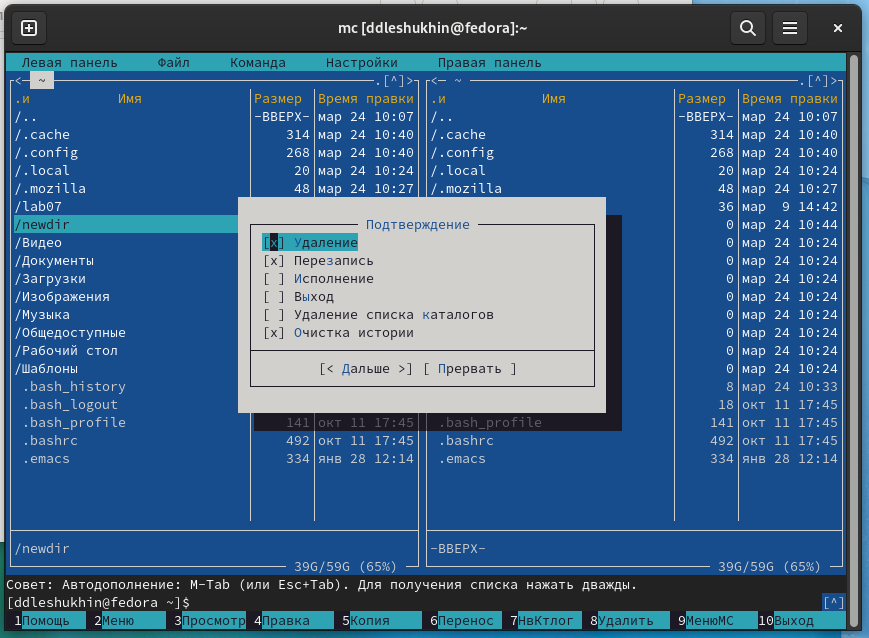 mc [ddleshukhin@fedora]:~
Левая панель Файл Команда Настройки Правая панель
<— ~ .[^]> <— ~ .[^]>
.и Имя Размер Время правки .и Имя Размер Время правки
/.. -ВВЕРХ- мар 24 10:07 /.. -ВВЕРХ- мар 24 10:07
/.cache 314 мар 24 10:40 /.cache 314 мар 24 10:40
/.config 268 мар 24 10:40 /.config 268 мар 24 10:40
/.local 20 мар 24 10:24 /.local 20 мар 24 10:24
/.mozilla 48 мар 24 10:27 /.mozilla 48 мар 24 10:27
/lab07 36 мар 9 14:42
/newdir Подтверждение 0 мар 24 10:44
/Видео [x] Удаление 0 мар 24 10:24
/Документы [x] Перезапись 0 мар 24 10:24
/Загрузки [ ] Исполнение 0 мар 24 10:24
/Изображения [ ] Выход 0 мар 24 10:24
/Музыка [ ] Удаление списка каталогов 0 мар 24 10:24
/Общедоступные [x] Очистка истории 0 мар 24 10:24
/Рабочий стол 0 мар 24 10:24
/Шаблоны [< Дальше >] [ Прервать ] 0 мар 24 10:24
.bash_history 8 мар 24 10:33
.bash_logout 18 окт 11 17:45
.bash_profile 141 окт 11 17:45 .bash_profile 141 окт 11 17:45
.bashrc 492 окт 11 17:45 .bashrc 492 окт 11 17:45
.emacs 334 янв 28 12:14 .emacs 334 янв 28 12:14
/newdir -ВВЕРХ-
39G/59G (65%) 39G/59G (65%)
Совет: Автодополнение: M-Tab (или Esc+Tab). Для получения списка нажать дважды.
[ddleshukhin@fedora ~]$ [^]
1Помощь 2Меню 3Просмотр 4Правка 5Копия 6Перенос 7НвКтлог 8Удалить 9МенюMC 10Выход